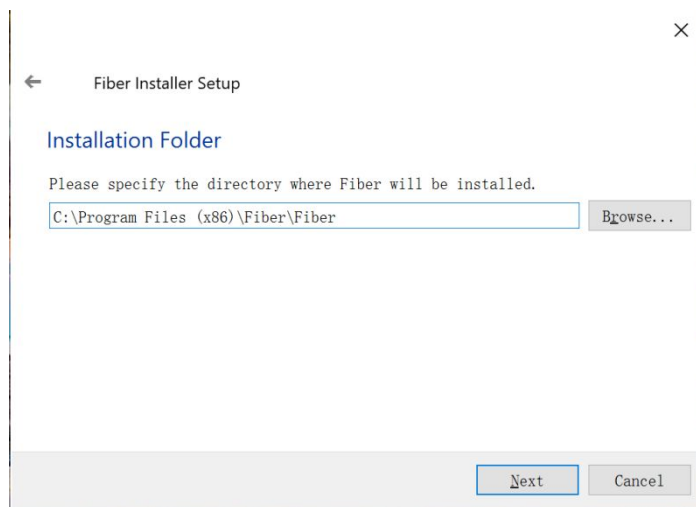 Fiber Installer Setup
Installation Folder
Please specify the directory where Fiber will be installed.
C:\Program Files (x86)\Fiber\Fiber
Browse...
Next
Cancel